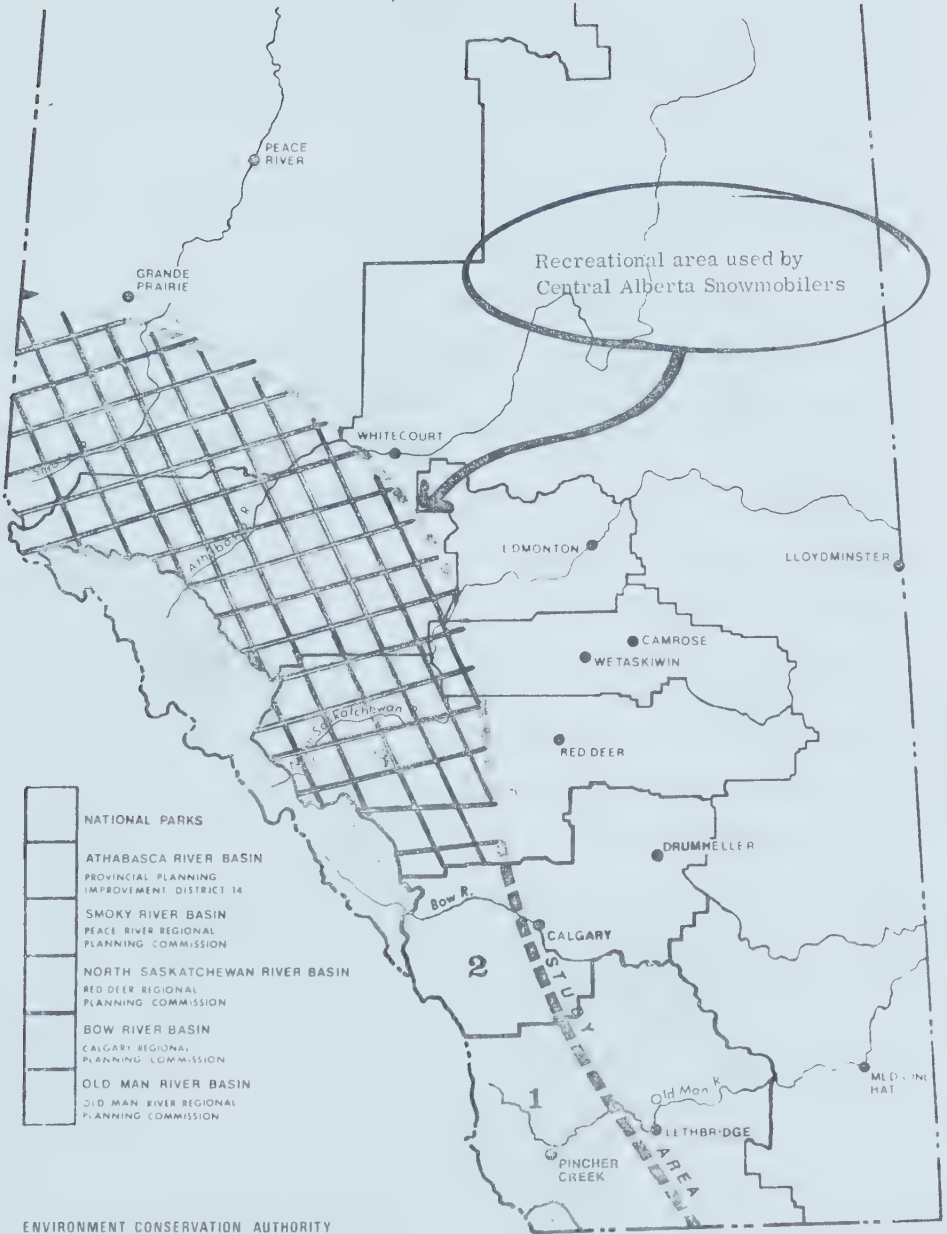 PEACE
RIVER
GRANDE
PRAIRIE
Recreational area used by
Central Alberta Snowmobilers
WHITECOURT
Athabasca R.
EDMONTON
LLOYDMINSTER
CAMROSE
WETASKIWIN
Saskatchewan
RED DEER
DRUMHELLER
Bow R.
CALGARY
2
STUDY
AREA
1
Old Man R.
MEDICINE
HAT
LETHBRIDGE
PINCHER
CREEK
NATIONAL PARKS
ATHABASCA RIVER BASIN
PROVINCIAL PLANNING
IMPROVEMENT DISTRICT 14
SMOKY RIVER BASIN
PEACE RIVER REGIONAL
PLANNING COMMISSION
NORTH SASKATCHEWAN RIVER BASIN
RED DEER REGIONAL
PLANNING COMMISSION
BOW RIVER BASIN
CALGARY REGIONAL
PLANNING COMMISSION
OLD MAN RIVER BASIN
OLD MAN RIVER REGIONAL
PLANNING COMMISSION
ENVIRONMENT CONSERVATION AUTHORITY